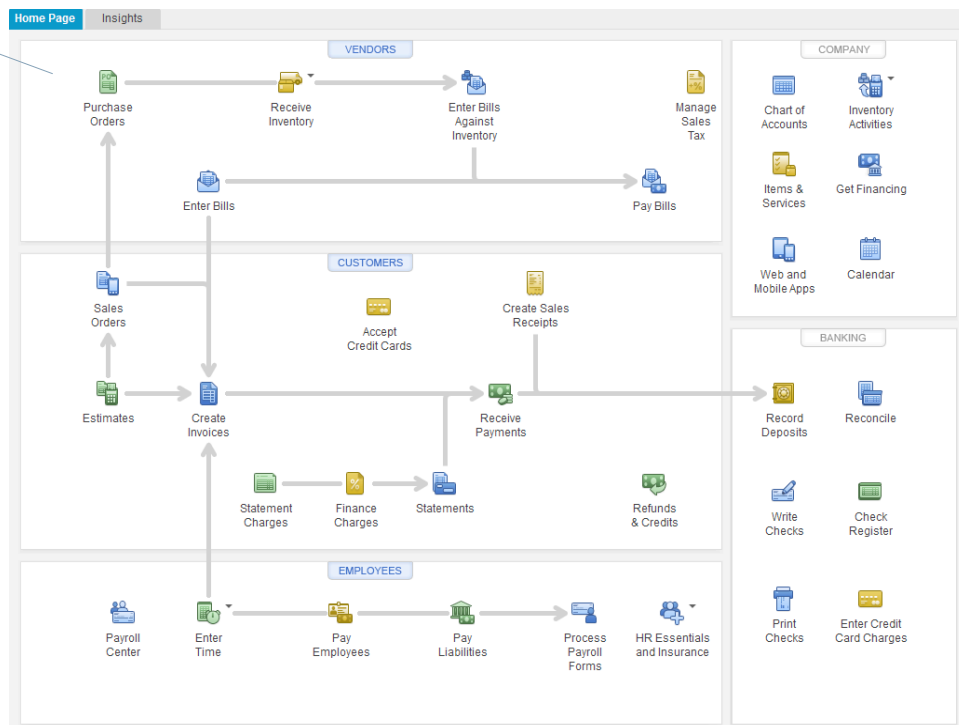 Home Page
Insights
VENDORS
PO
Purchase
Orders
Receive
Inventory
Enter Bills
Against
Inventory
Manage
Sales
Tax
Enter Bills
Pay Bills
CUSTOMERS
Sales
Orders
Accept
Credit Cards
Create Sales
Receipts
Estimates
Create
Invoices
Receive
Payments
Statement
Charges
Finance
Charges
Statements
Refunds
& Credits
EMPLOYEES
Payroll
Center
Enter
Time
Pay
Employees
Pay
Liabilities
Process
Payroll
Forms
HR Essentials
and Insurance
COMPANY
Chart of
Accounts
Inventory
Activities
Items &
Services
Get Financing
Web and
Mobile Apps
Calendar
BANKING
Record
Deposits
Reconcile
Write
Checks
Check
Register
Print
Checks
Enter Credit
Card Charges